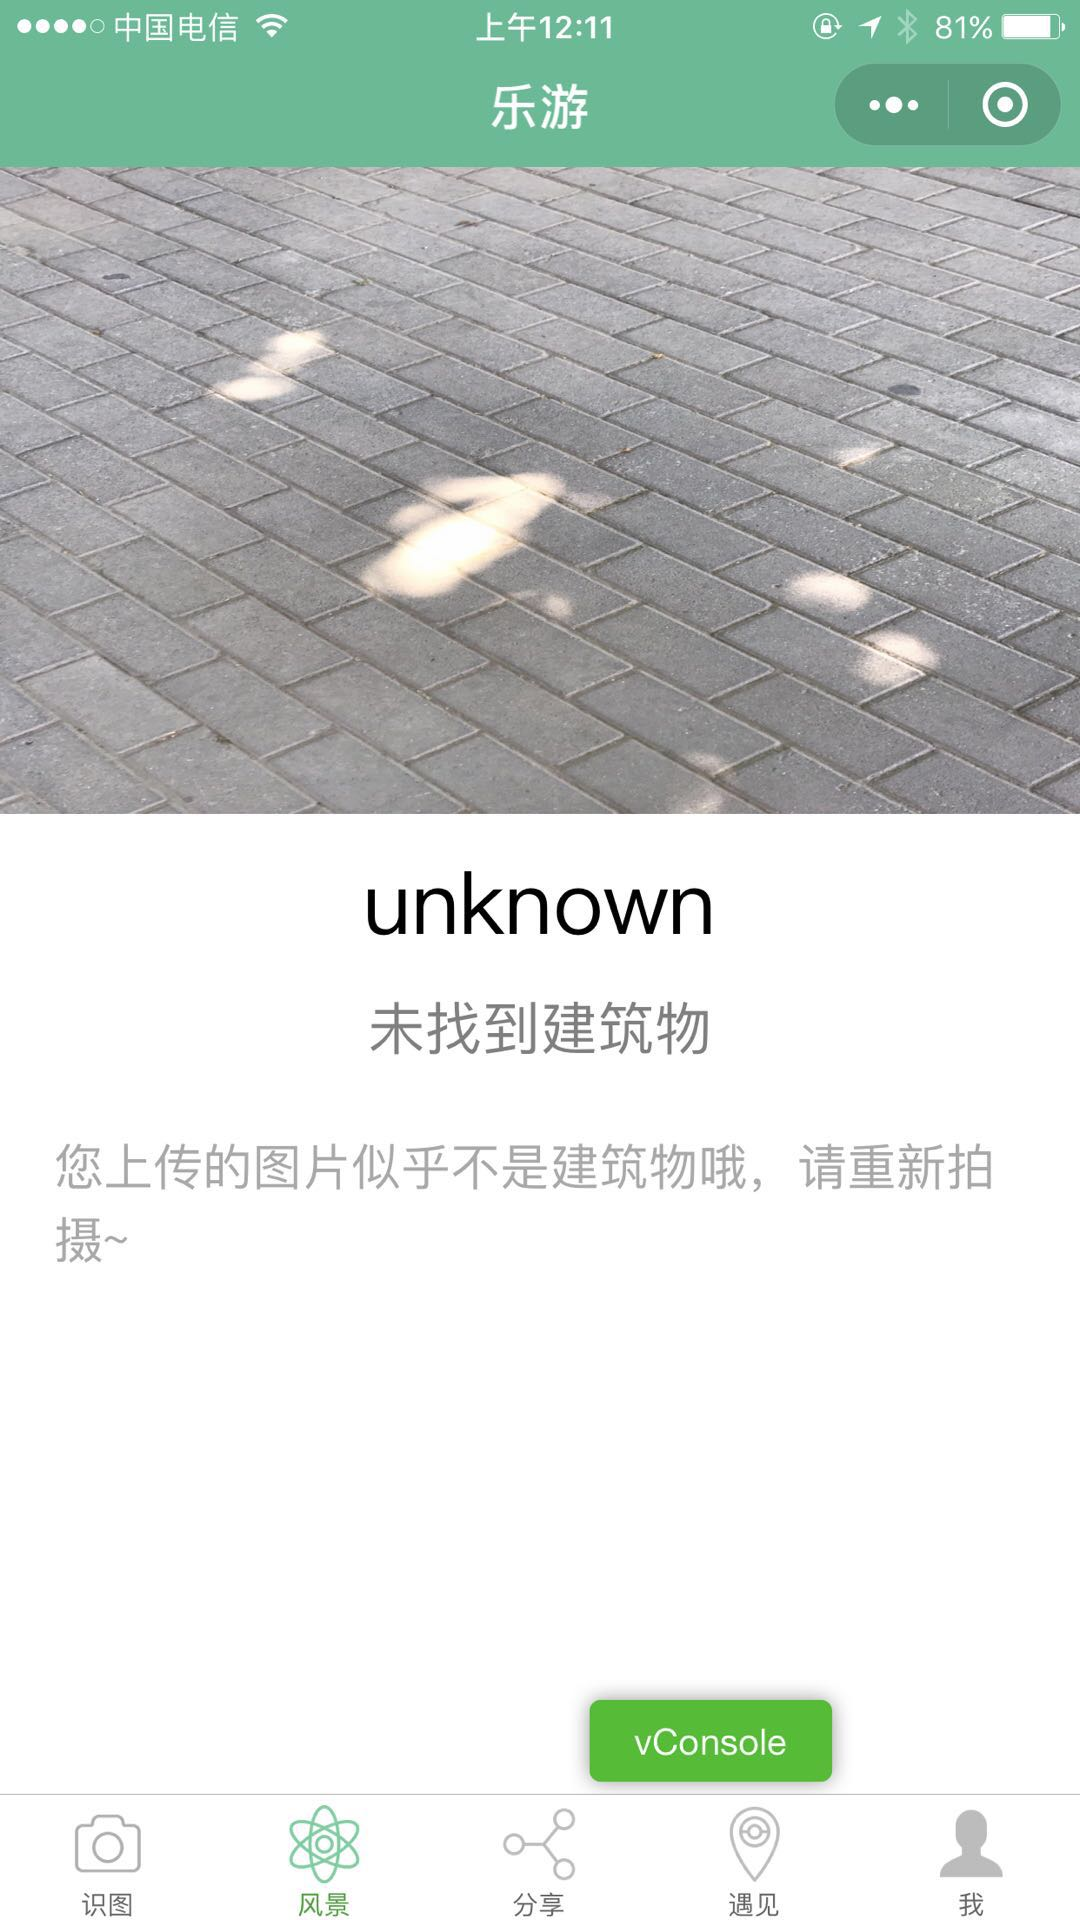 中国电信
上午12:11
81%
乐游
unknown
未找到建筑物
您上传的图片似乎不是建筑物哦，请重新拍
摄~
vConsole
识图
风景
分享
遇见
我